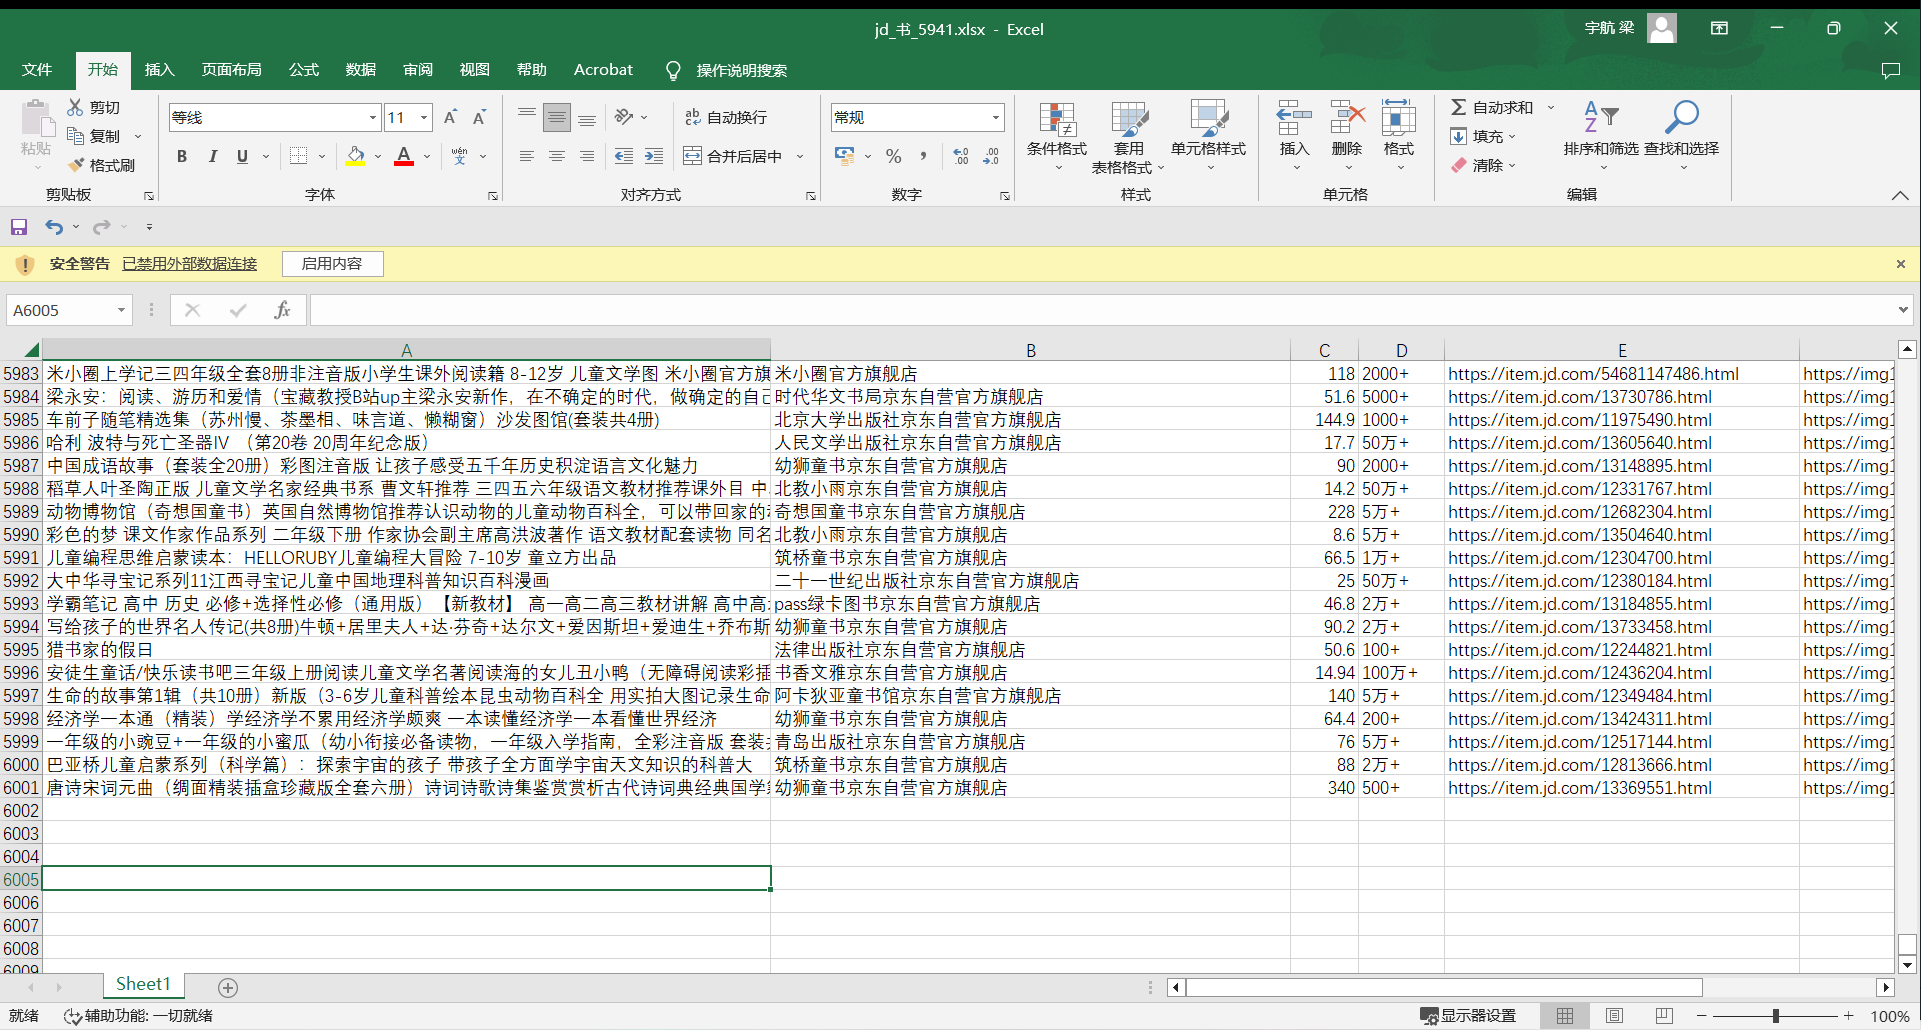 jd_书_5941.xlsx - Excel
宇航 梁
文件 开始 插入 页面布局 公式 数据 审阅 视图 帮助 Acrobat 操作说明搜索
粘贴 剪切 复制 格式刷 剪贴板
等线 11 B I U A wén 文 字体
ab 自动换行 合并后居中 对齐方式
常规 % 数字
条件格式 套用 表格格式 单元格样式 样式
插入 删除 格式 单元格
自动求和 填充 清除 排序和筛选 查找和选择 编辑
安全警告 已禁用外部数据连接 启用内容
A6005 fx
A B C D E
5983 米小圈上学记三四年级全套8册非注音版小学生课外阅读籍 8-12岁 儿童文学图 米小圈官方旗 米小圈官方旗舰店 118 2000+ https://item.jd.com/54681147486.html https://img1
5984 梁永安：阅读、游历和爱情（宝藏教授B站up主梁永安新作，在不确定的时代，做确定的自己 时代华文书局京东自营官方旗舰店 51.6 5000+ https://item.jd.com/13730786.html https://img1
5985 车前子随笔精选集（苏州慢、茶墨相、味言道、懒糊窗）沙发图馆(套装共4册) 北京大学出版社京东自营官方旗舰店 144.9 1000+ https://item.jd.com/11975490.html https://img1
5986 哈利 波特与死亡圣器IV （第20卷 20周年纪念版） 人民文学出版社京东自营官方旗舰店 17.7 50万+ https://item.jd.com/13605640.html https://img1
5987 中国成语故事（套装全20册）彩图注音版 让孩子感受五千年历史积淀语言文化魅力 幼狮童书京东自营官方旗舰店 90 2000+ https://item.jd.com/13148895.html https://img1
5988 稻草人叶圣陶正版 儿童文学名家经典书系 曹文轩推荐 三四五六年级语文教材推荐课外目 中 北教小雨京东自营官方旗舰店 14.2 50万+ https://item.jd.com/12331767.html https://img1
5989 动物博物馆（奇想国童书）英国自然博物馆推荐认识动物的儿童动物百科全，可以带回家的 奇想国童书京东自营官方旗舰店 228 5万+ https://item.jd.com/12682304.html https://img1
5990 彩色的梦 课文作家作品系列 二年级下册 作家协会副主席高洪波著作 语文教材配套读物 同名 北教小雨京东自营官方旗舰店 8.6 5万+ https://item.jd.com/13504640.html https://img1
5991 儿童编程思维启蒙读本：HELLORUBY儿童编程大冒险 7-10岁 童立方出品 筑桥童书京东自营官方旗舰店 66.5 1万+ https://item.jd.com/12304700.html https://img1
5992 大中华寻宝记系列11江西寻宝记儿童中国地理科普知识百科漫画 二十一世纪出版社京东自营官方旗舰店 25 50万+ https://item.jd.com/12380184.html https://img1
5993 学霸笔记 高中 历史 必修+选择性必修（通用版）【新教材】 高一高二高三教材讲解 高中高 pass绿卡图书京东自营官方旗舰店 46.8 2万+ https://item.jd.com/13184855.html https://img1
5994 写给孩子的世界名人传记(共8册)牛顿+居里夫人+达·芬奇+达尔文+爱因斯坦+爱迪生+乔布斯 幼狮童书京东自营官方旗舰店 90.2 2万+ https://item.jd.com/13733458.html https://img1
5995 猎书家的假日 法律出版社京东自营官方旗舰店 50.6 100+ https://item.jd.com/12244821.html https://img1
5996 安徒生童话/快乐读书吧三年级上册阅读儿童文学名著阅读海的女儿丑小鸭（无障碍阅读彩插 书香文雅京东自营官方旗舰店 14.94 100万+ https://item.jd.com/12436204.html https://img1
5997 生命的故事第1辑（共10册）新版（3-6岁儿童科普绘本昆虫动物百科全 用实拍大图记录生命 阿卡狄亚童书馆京东自营官方旗舰店 140 5万+ https://item.jd.com/12349484.html https://img1
5998 经济学一本通（精装）学经济学不累用经济学颇爽 一本读懂经济学一本看懂世界经济 幼狮童书京东自营官方旗舰店 64.4 200+ https://item.jd.com/13424311.html https://img1
5999 一年级的小豌豆+一年级的小蜜瓜（幼小衔接必备读物，一年级入学指南，全彩注音版 套装 青岛出版社京东自营官方旗舰店 76 5万+ https://item.jd.com/12517144.html https://img1
6000 巴亚桥儿童启蒙系列（科学篇）：探索宇宙的孩子 带孩子全方面学宇宙天文知识的科普大 筑桥童书京东自营官方旗舰店 88 2万+ https://item.jd.com/12813666.html https://img1
6001 唐诗宋词元曲（绸面精装插盒珍藏版全套六册）诗词诗歌诗集鉴赏赏析古代诗词典经典国学 幼狮童书京东自营官方旗舰店 340 500+ https://item.jd.com/13369551.html https://img1
6002
6003
6004
6005
6006
6007
6008
6009
Sheet1
就绪 辅助功能: 一切就绪 显示器设置 100%